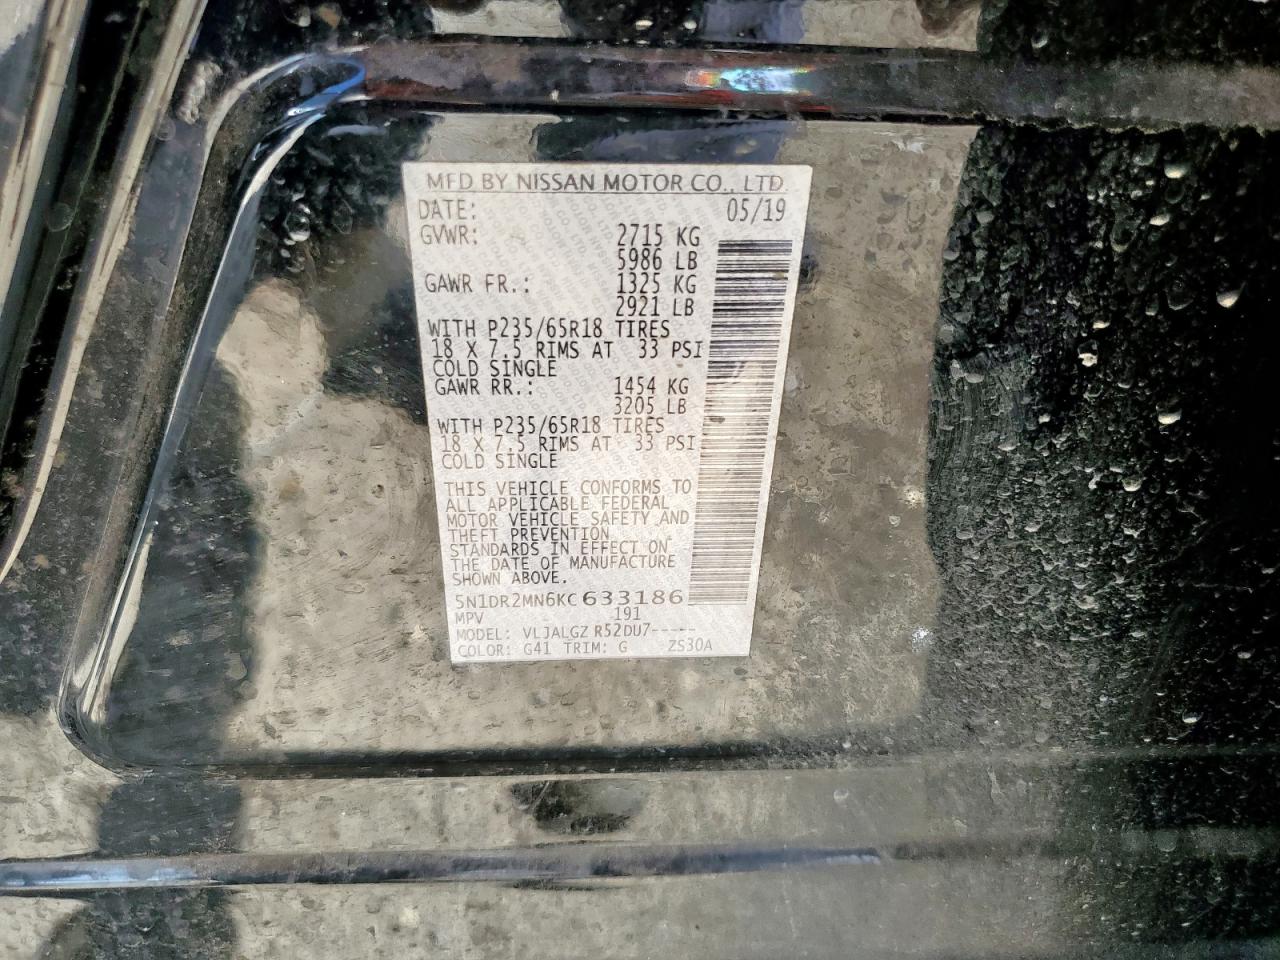 MFD BY NISSAN MOTOR CO., LTD.
DATE: 05/19
GVWR: 2715 KG
5986 LB
GAWR FR.: 1325 KG
2921 LB
WITH P235/65R18 TIRES
18 X 7.5 RIMS AT 33 PSI
COLD SINGLE
GAWR RR.: 1454 KG
3205 LB
WITH P235/65R18 TIRES
18 X 7.5 RIMS AT 33 PSI
COLD SINGLE
THIS VEHICLE CONFORMS TO
ALL APPLICABLE FEDERAL
MOTOR VEHICLE SAFETY AND
THEFT PREVENTION
STANDARDS IN EFFECT ON
THE DATE OF MANUFACTURE
SHOWN ABOVE.
5N1DR2MN6KC633186
MPV 191
MODEL: VLJALGZ R52DU7-----
COLOR: G41 TRIM: G ZS30A